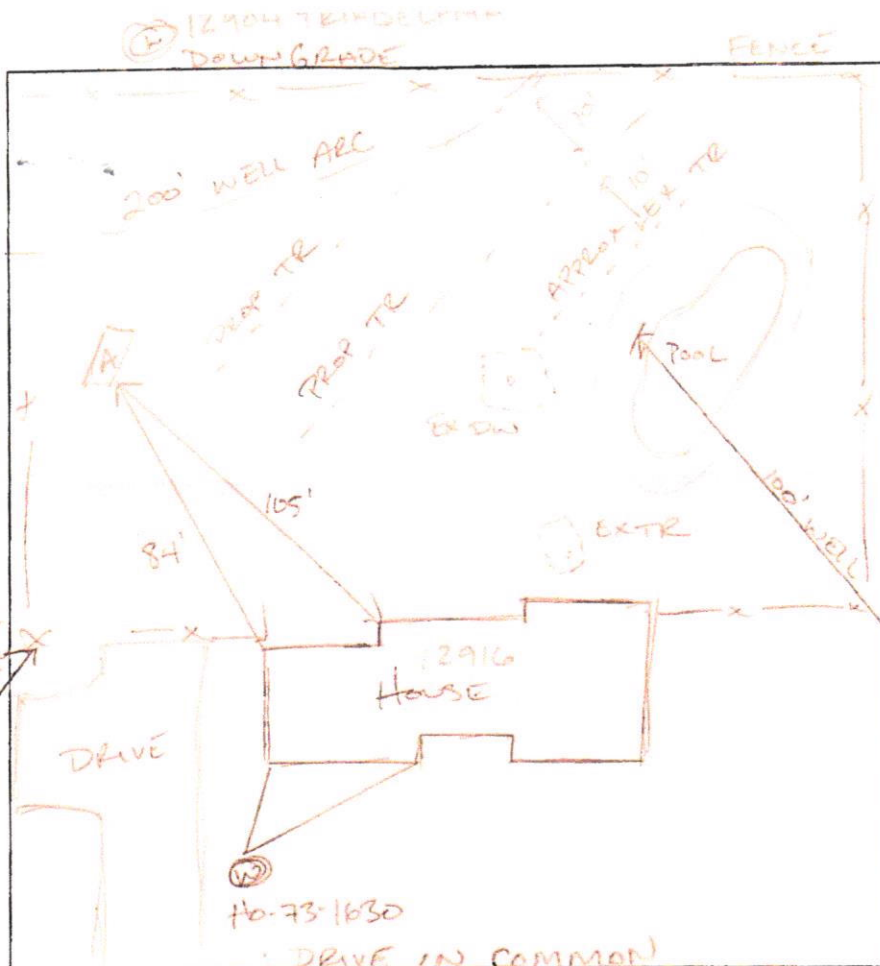 W
DOWNGRADE
FENCE
200' WELL ARC
10'
10'
PROP TR
PROP TR
APPROX EX TR
A
POOL
EX DW
105'
84'
100' WELL
EX TR
12916
HOUSE
DRIVE
W
HO-73-1630
DRIVE IN COMMON